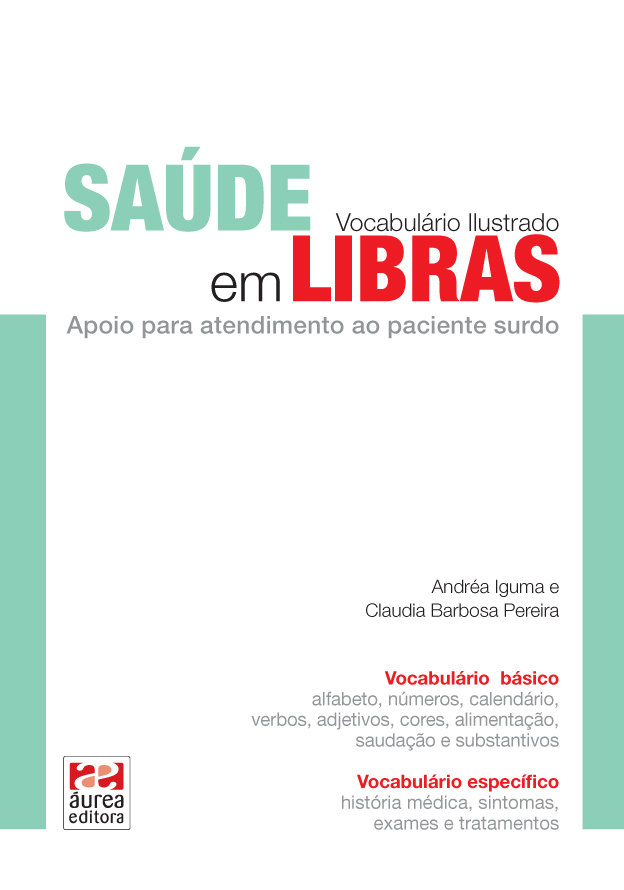 SAÚDE
Vocabulário Ilustrado
em LIBRAS
Apoio para atendimento ao paciente surdo
Andréa Iguma e
Claudia Barbosa Pereira
Vocabulário básico
alfabeto, números, calendário,
verbos, adjetivos, cores, alimentação,
saudação e substantivos
Vocabulário específico
história médica, sintomas,
exames e tratamentos
ae
áurea
editora